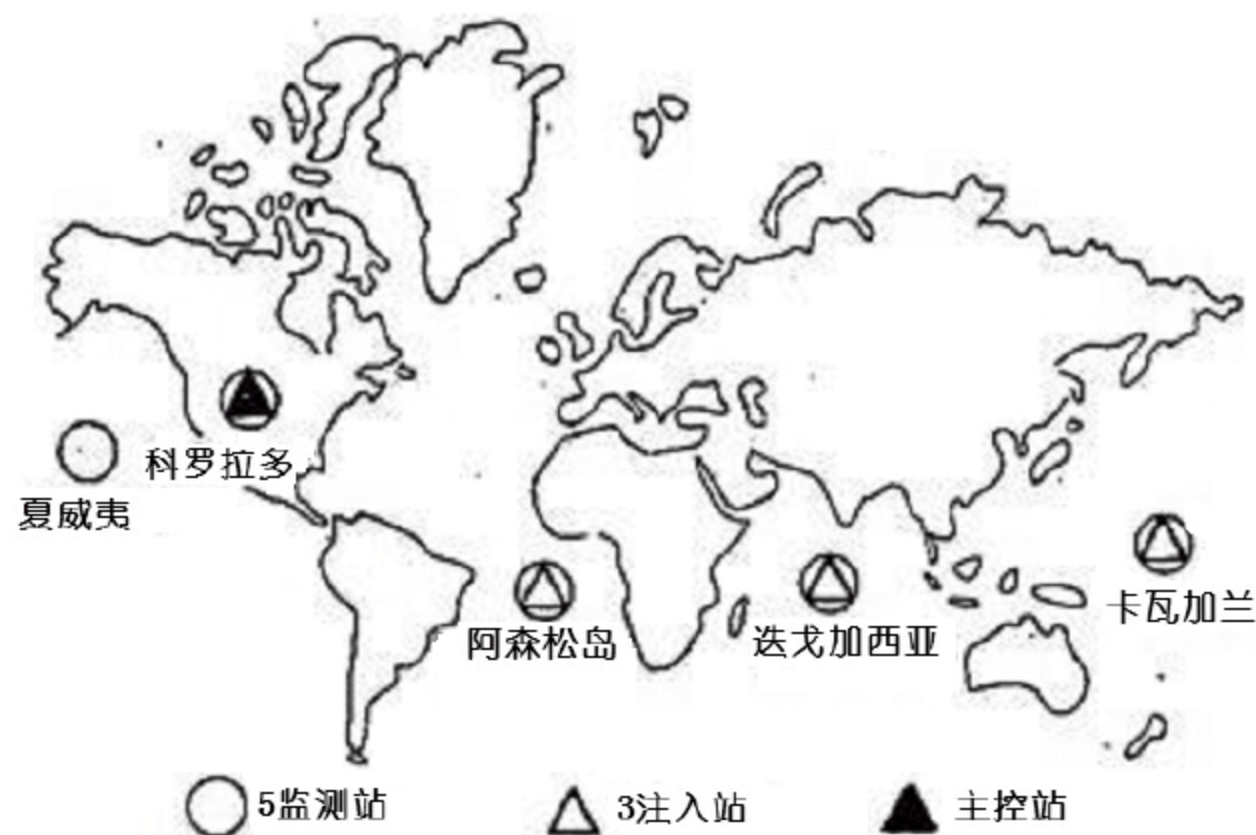 科罗拉多
夏威夷
阿森松岛
迭戈加西亚
卡瓦加兰
5监测站
3注入站
主控站